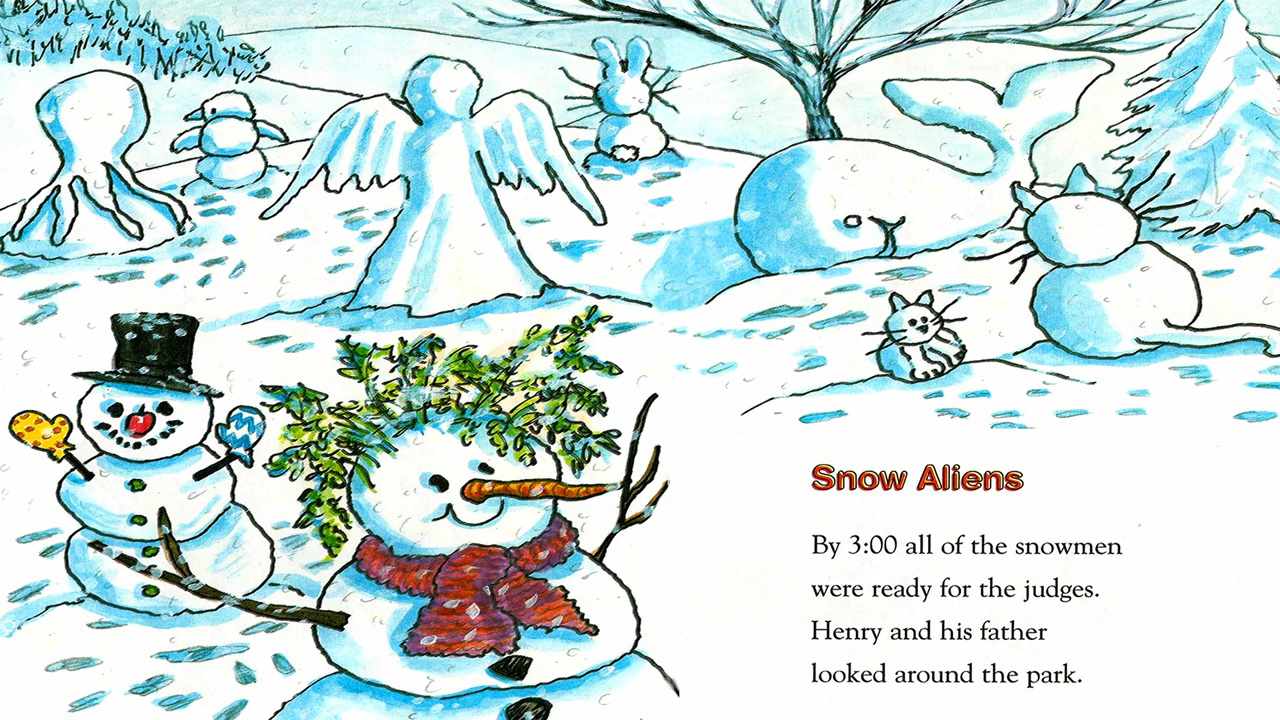 Snow Aliens
By 3:00 all of the snowmen
were ready for the judges.
Henry and his father
looked around the park.